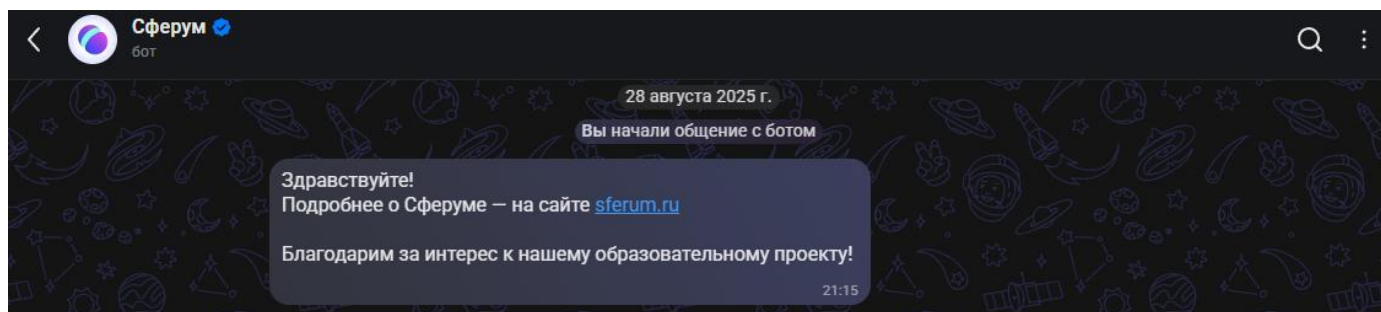 Сферум
бот
28 августа 2025 г.
Вы начали общение с ботом
Здравствуйте!
Подробнее о Сферуме — на сайте sferum.ru
Благодарим за интерес к нашему образовательному проекту!
21:15